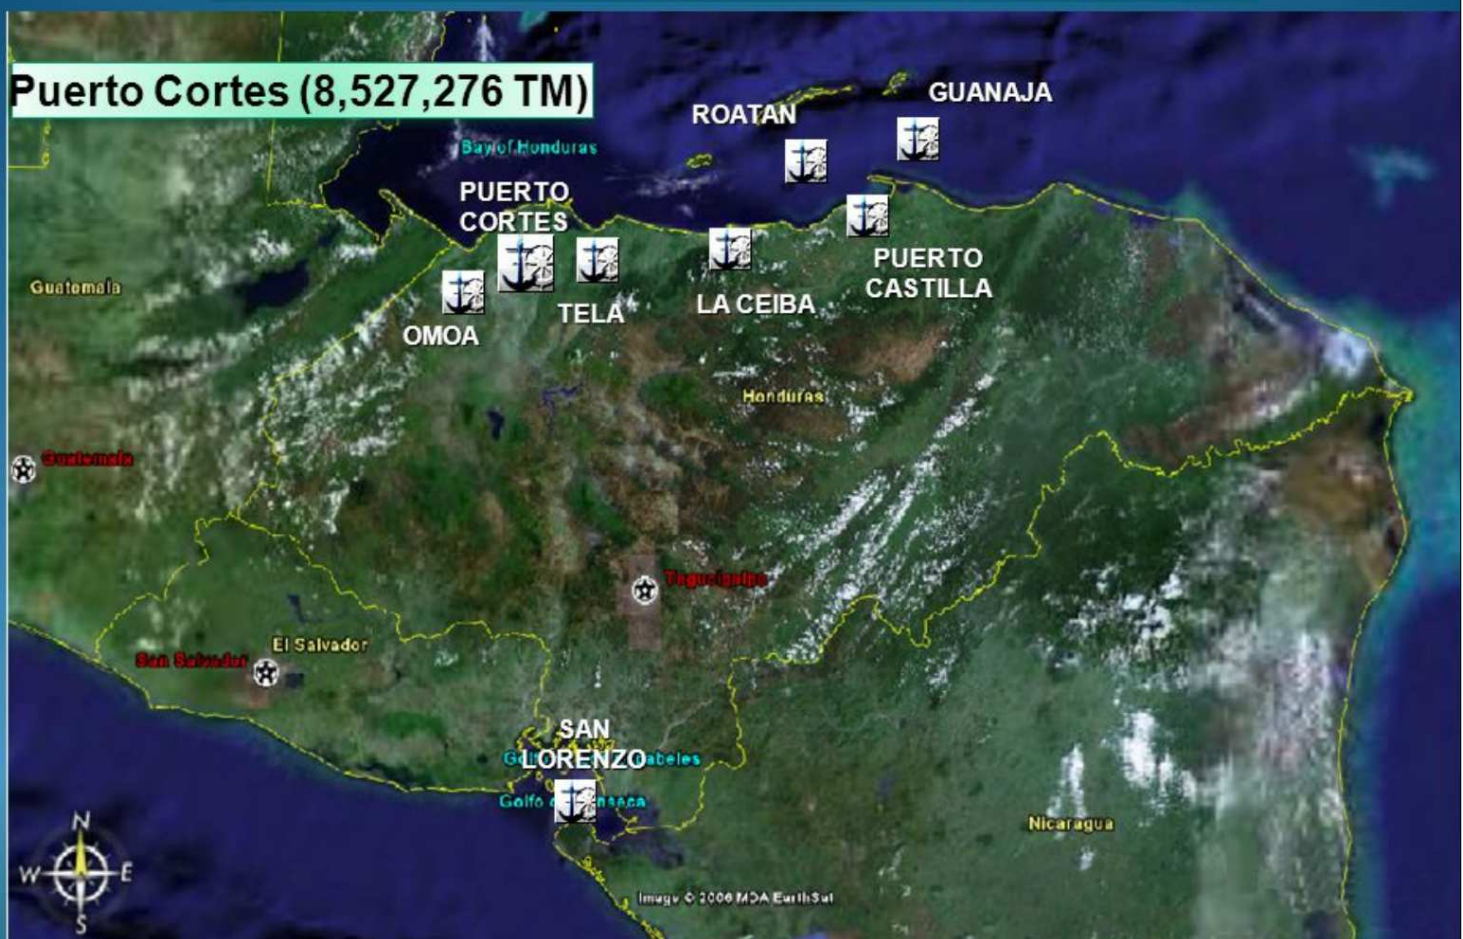 Puerto Cortes (8,527,276 TM)
GUANAJA
ROATAN
Bay of Honduras
PUERTO
CORTES
PUERTO
CASTILLA
Guatemala
LA CEIBA
TELA
OMOA
Honduras
Guatemala
Tegucigalpa
El Salvador
San Salvador
SAN
LORENZO
Golfo
Nicaragua
N
W E
S
Image © 2006 MDA EarthSat